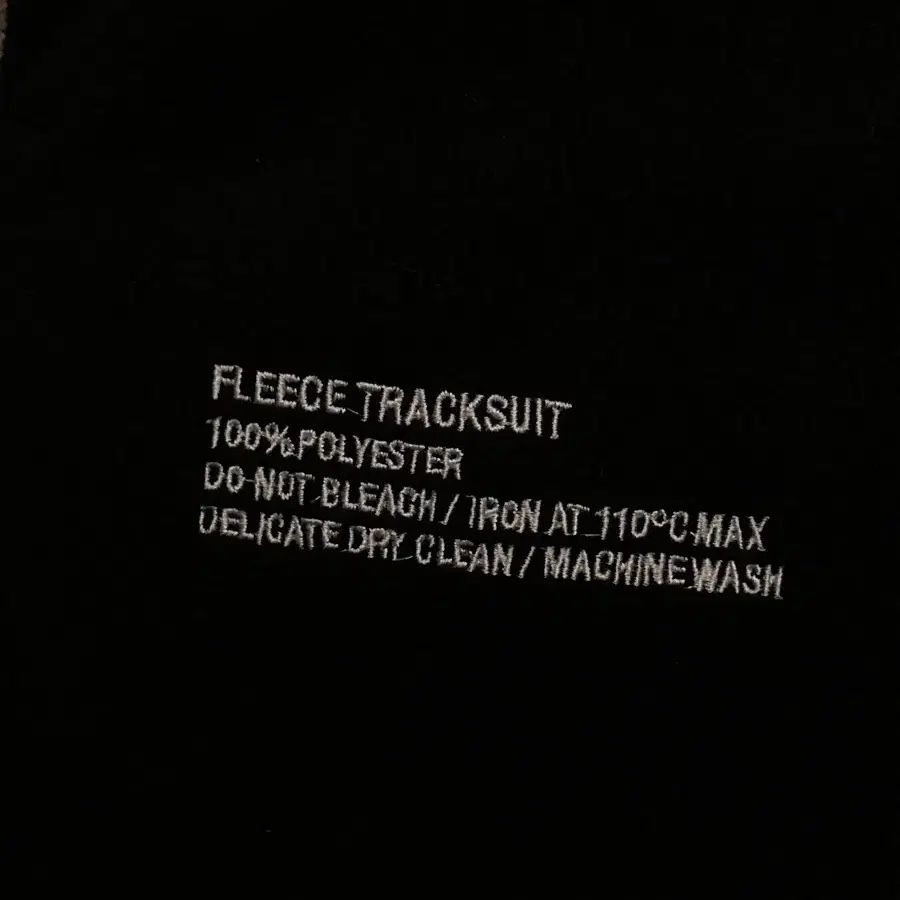 FLEECE TRACKSUIT
100% POLYESTER
DO NOT BLEACH / IRON AT 110°C MAX
DELICATE DRY CLEAN / MACHINE WASH